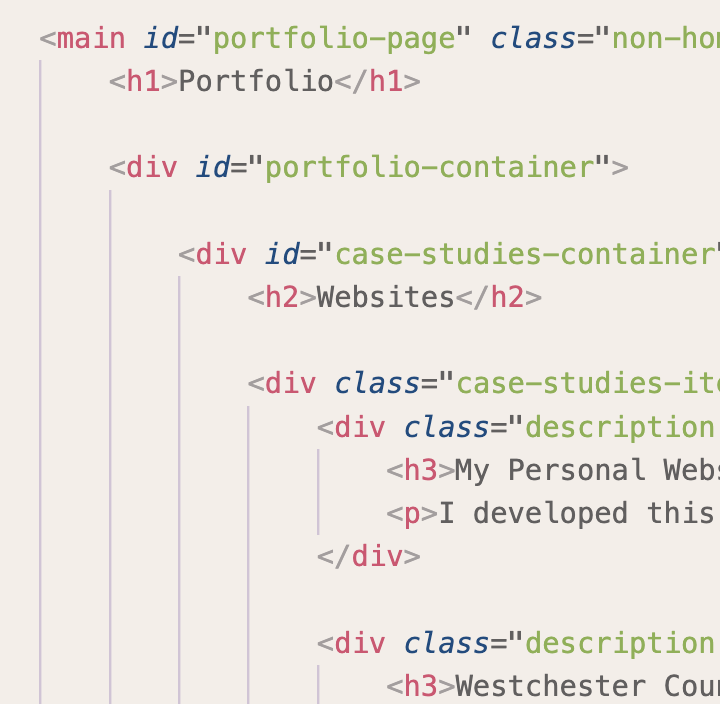 <main id="portfolio-page" class="non-hom
<h1>Portfolio</h1>
<div id="portfolio-container">
<div id="case-studies-container"
<h2>Websites</h2>
<div class="case-studies-ite
<div class="description
<h3>My Personal Webs
<p>I developed this
</div>
<div class="description
<h3>Westchester Coun